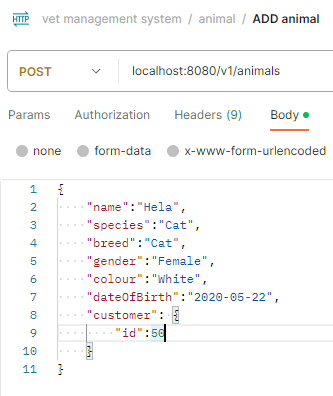 HTTP vet management system / animal / ADD animal
POST localhost:8080/v1/animals
Params Authorization Headers (9) Body
none form-data x-www-form-urlencoded
1 {
2 "name":"Hela",
3 "species":"Cat",
4 "breed":"Cat",
5 "gender":"Female",
6 "colour":"White",
7 "dateOfBirth":"2020-05-22",
8 "customer": {
9 "id":50
10 }
11 }